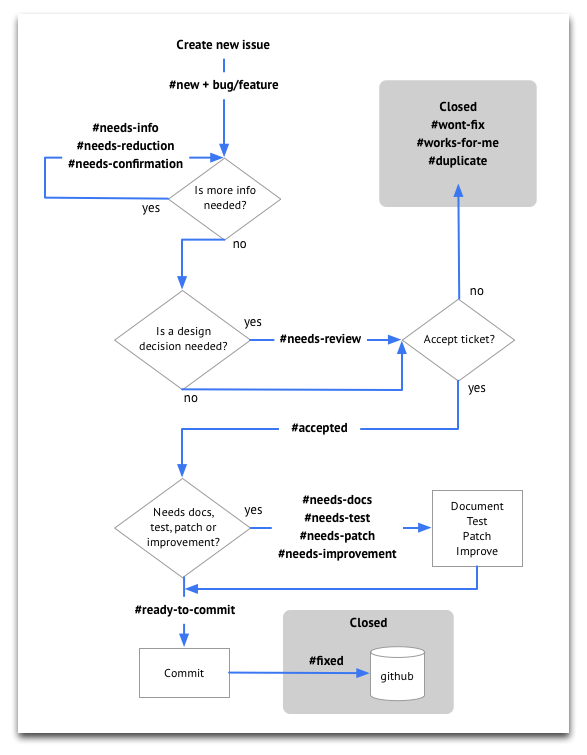 Create new issue
#new + bug/feature
#needs-info
#needs-reduction
#needs-confirmation
Closed
#wont-fix
#works-for-me
#duplicate
Is more info
needed?
yes
no
no
Is a design
decision needed?
yes
#needs-review
Accept ticket?
no
yes
#accepted
Needs docs,
test, patch or
improvement?
yes
#needs-docs
#needs-test
#needs-patch
#needs-improvement
Document
Test
Patch
Improve
#ready-to-commit
Closed
Commit
#fixed
github